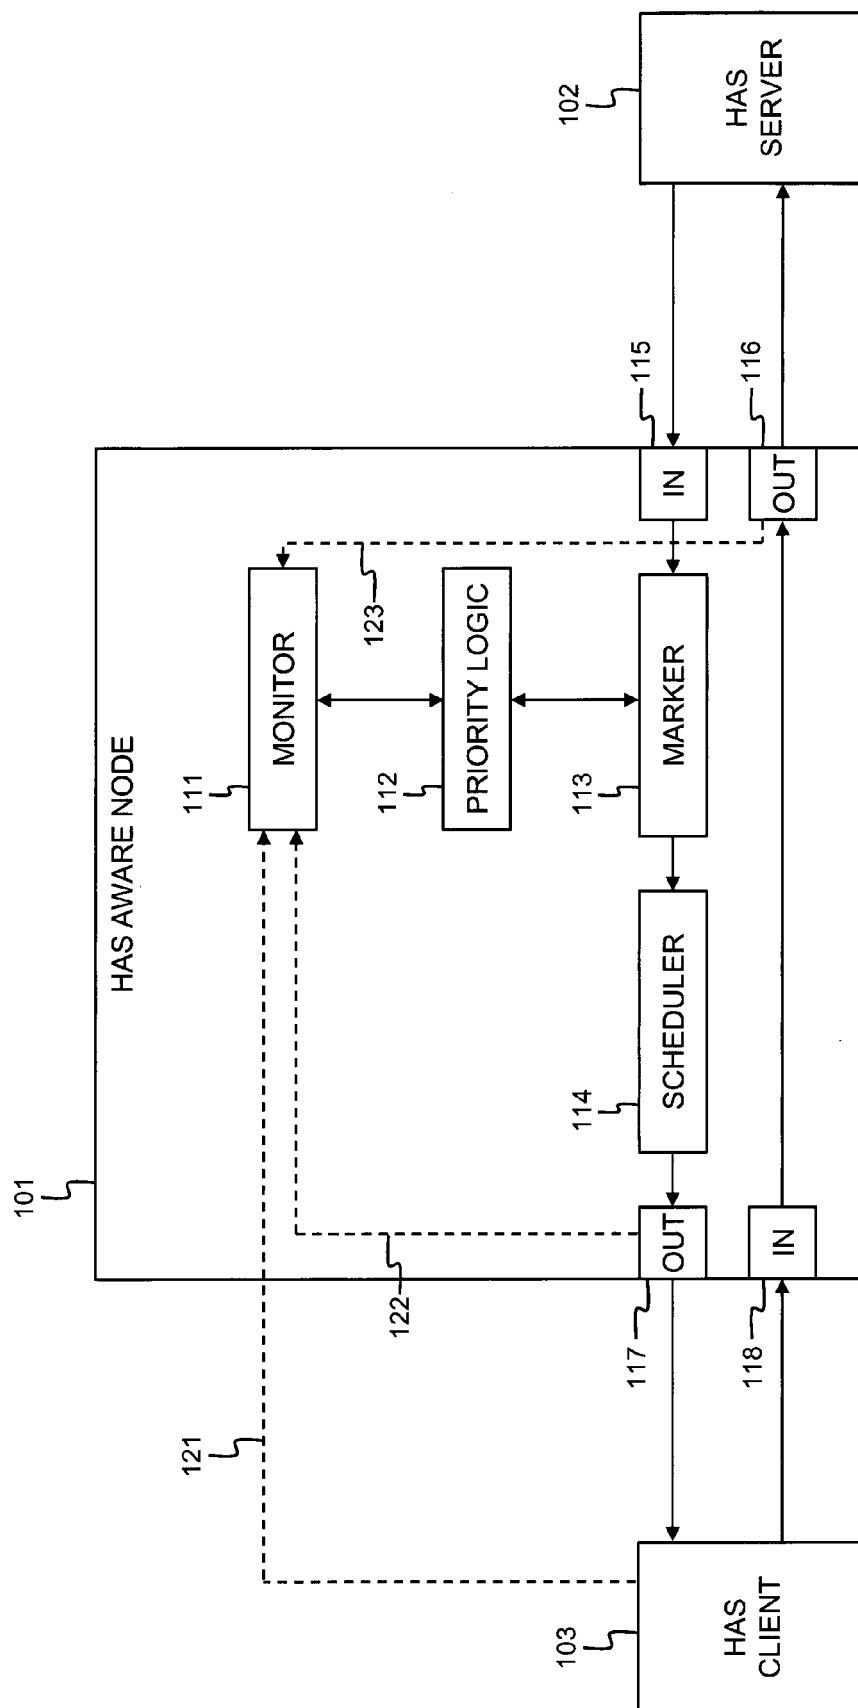 HAS AWARE NODE
101
121
111
MONITOR
122
123
112
PRIORITY LOGIC
102
HAS
SERVER
103
HAS
CLIENT
117
OUT
114
SCHEDULER
113
MARKER
IN
115
118
IN
OUT
116